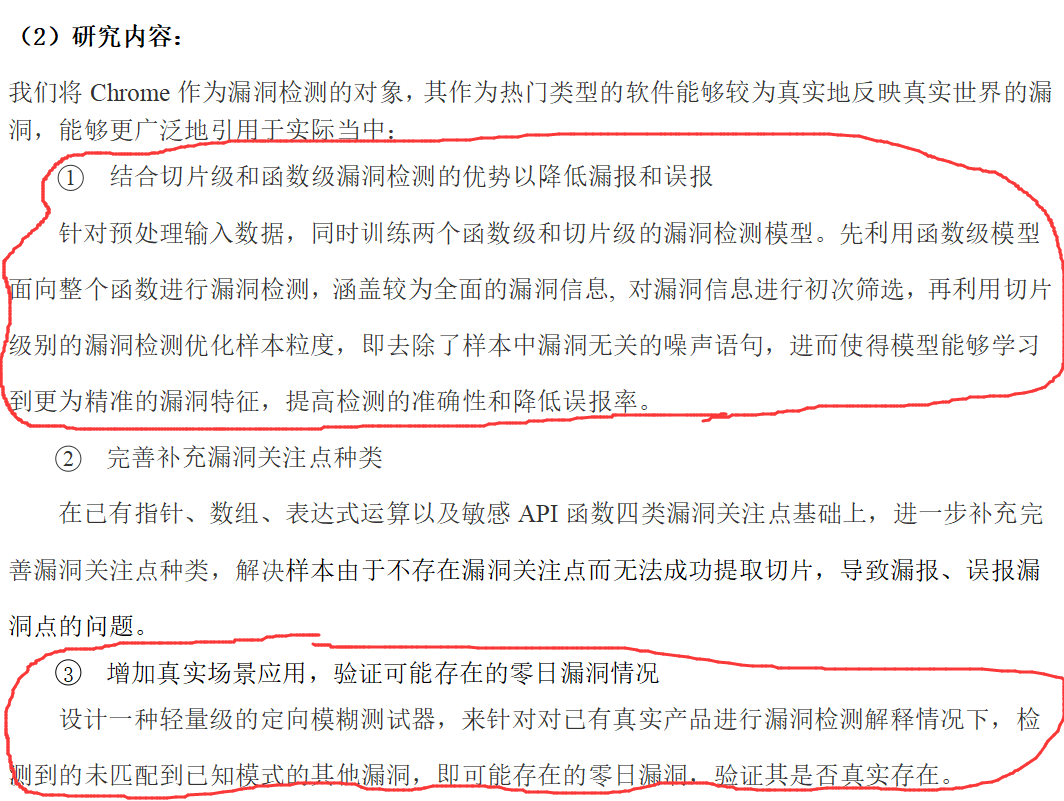 （2）研究内容：
我们将 Chrome 作为漏洞检测的对象，其作为热门类型的软件能够较为真实地反映真实世界的漏
洞，能够更广泛地引用于实际当中：
① 结合切片级和函数级漏洞检测的优势以降低漏报和误报
针对预处理输入数据，同时训练两个函数级和切片级的漏洞检测模型。先利用函数级模型
面向整个函数进行漏洞检测，涵盖较为全面的漏洞信息, 对漏洞信息进行初次筛选，再利用切片
级别的漏洞检测优化样本粒度，即去除了样本中漏洞无关的噪声语句，进而使得模型能够学习
到更为精准的漏洞特征，提高检测的准确性和降低误报率。
② 完善补充漏洞关注点种类
在已有指针、数组、表达式运算以及敏感 API 函数四类漏洞关注点基础上，进一步补充完
善漏洞关注点种类，解决样本由于不存在漏洞关注点而无法成功提取切片，导致漏报、误报漏
洞点的问题。
③ 增加真实场景应用，验证可能存在的零日漏洞情况
设计一种轻量级的定向模糊测试器，来针对对已有真实产品进行漏洞检测解释情况下，检
测到的未匹配到已知模式的其他漏洞，即可能存在的零日漏洞，验证其是否真实存在。